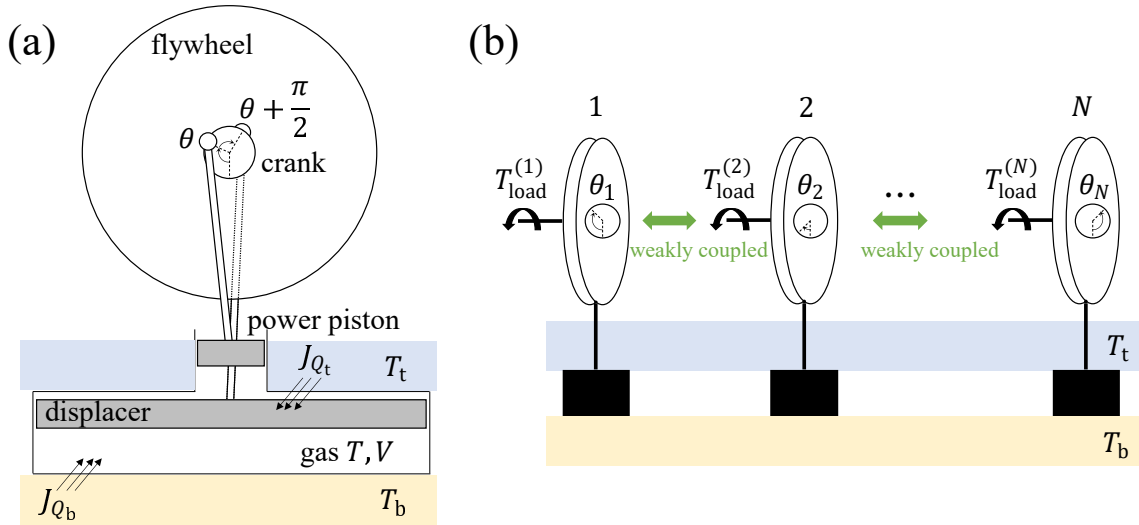 (a)
flywheel
θ
θ + π/2
crank
power piston
J_{Q_t}
T_t
displacer
gas T, V
J_{Q_b}
T_b
(b)
1
2
N
T_load^(1)
θ_1
T_load^(2)
θ_2
...
T_load^(N)
θ_N
weakly coupled
weakly coupled
T_t
T_b